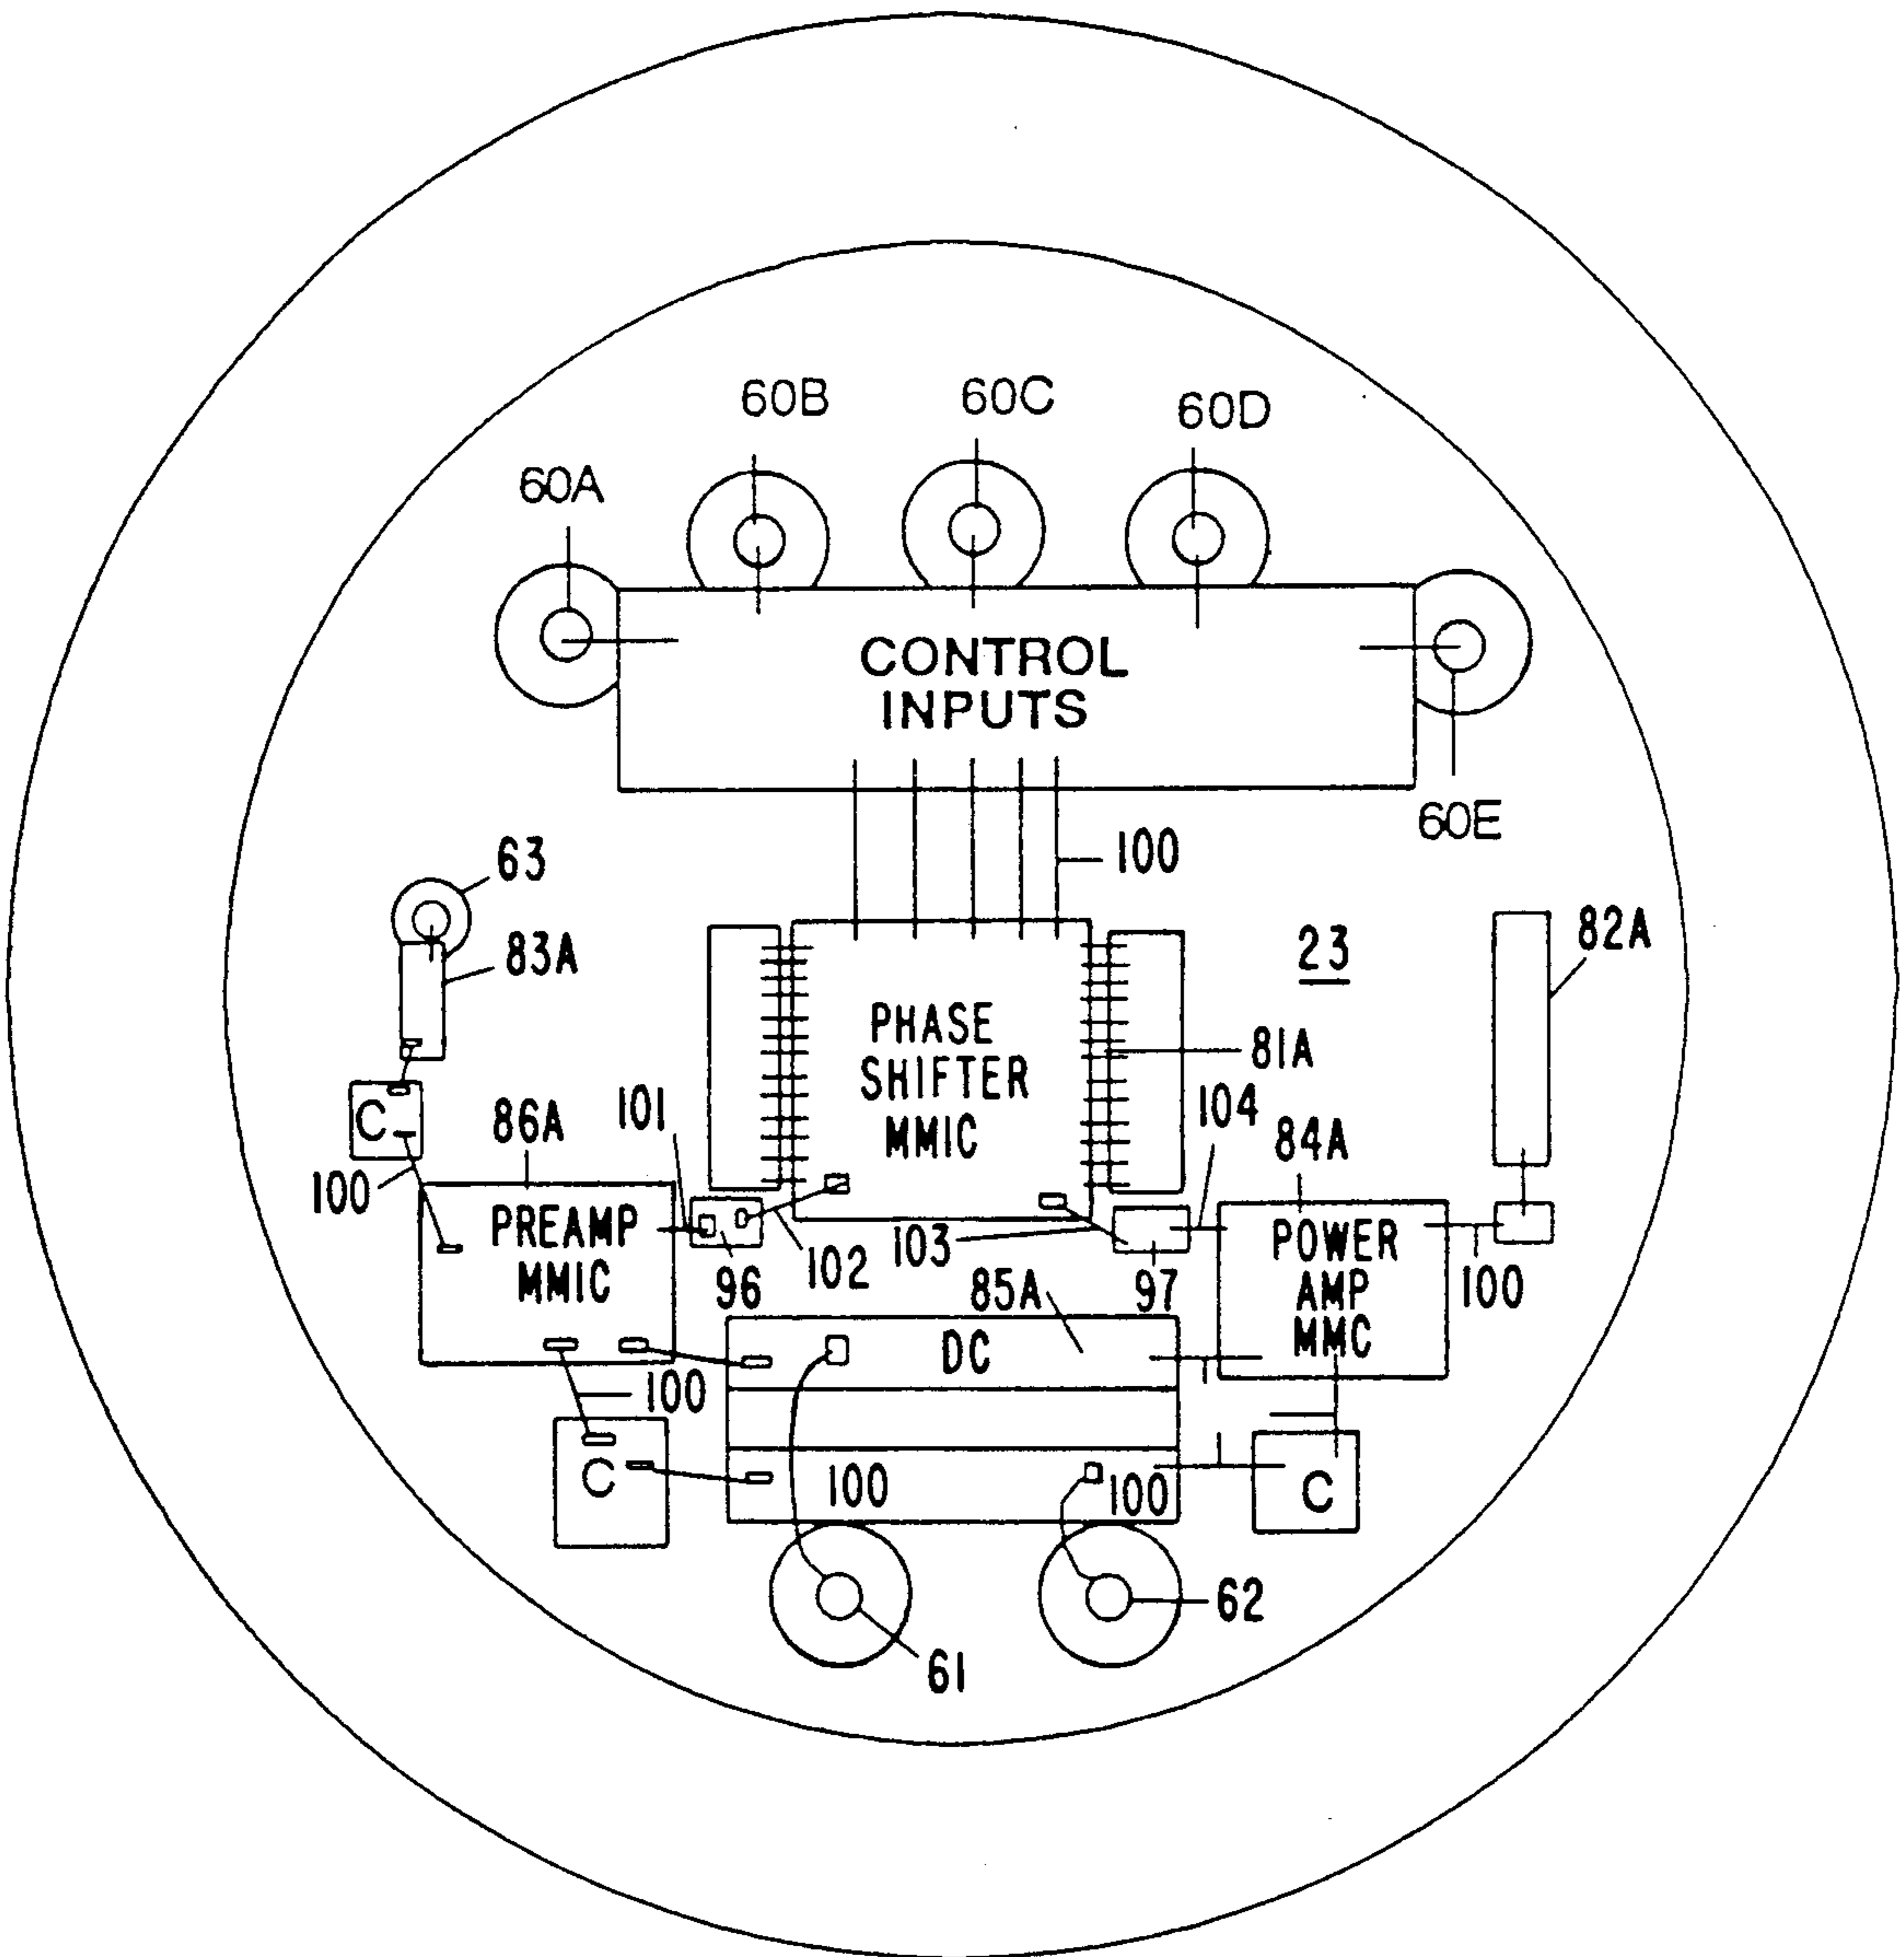 60B
60C
60D
60A
CONTROL
INPUTS
60E
100
63
82A
83A
23
PHASE
SHIFTER
MMIC
81A
C
86A
101
104
84A
100
PREAMP
MMIC
102
103
POWER
AMP
MMC
96
97
100
85A
DC
100
C
100
100
C
62
61